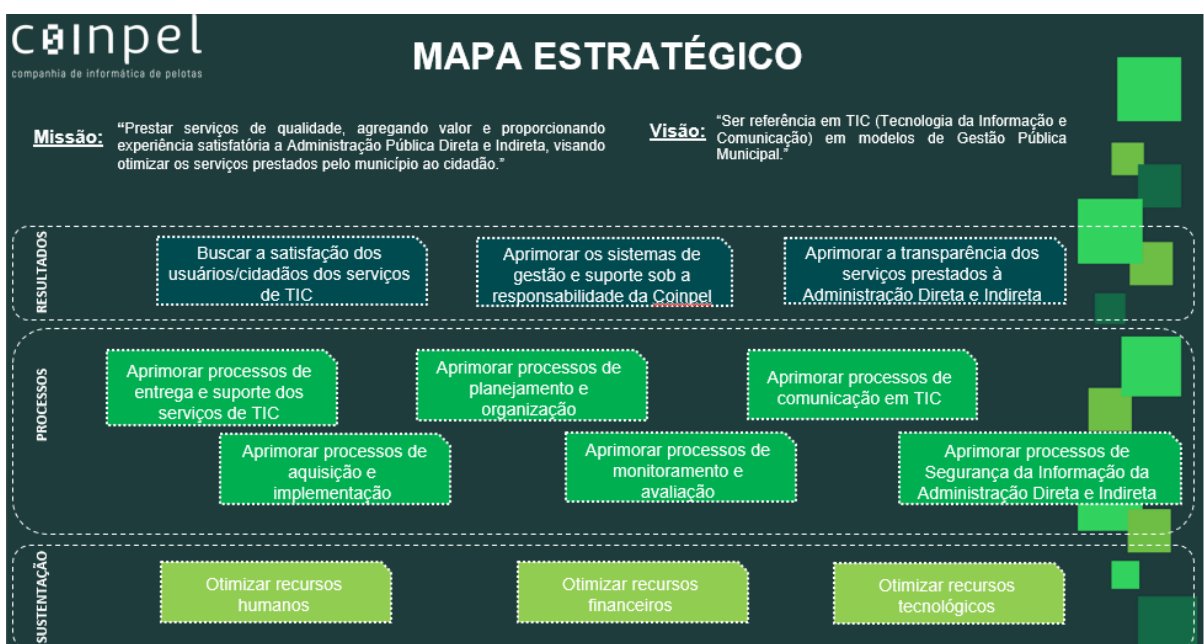 coinpel
companhia de informática de pelotas
MAPA ESTRATÉGICO
Missão:
“Prestar serviços de qualidade, agregando valor e proporcionando
experiência satisfatória a Administração Pública Direta e Indireta, visando
otimizar os serviços prestados pelo município ao cidadão.”
Visão:
“Ser referência em TIC (Tecnologia da Informação e
Comunicação) em modelos de Gestão Pública
Municipal.”
RESULTADOS
Buscar a satisfação dos
usuários/cidadãos dos serviços
de TIC
Aprimorar os sistemas de
gestão e suporte sob a
responsabilidade da Coinpel
Aprimorar a transparência dos
serviços prestados à
Administração Direta e Indireta
PROCESSOS
Aprimorar processos de
entrega e suporte dos
serviços de TIC
Aprimorar processos de
planejamento e
organização
Aprimorar processos de
comunicação em TIC
Aprimorar processos de
aquisição e
implementação
Aprimorar processos de
monitoramento e
avaliação
Aprimorar processos de
Segurança da Informação da
Administração Direta e Indireta
SUSTENTAÇÃO
Otimizar recursos
humanos
Otimizar recursos
financeiros
Otimizar recursos
tecnológicos